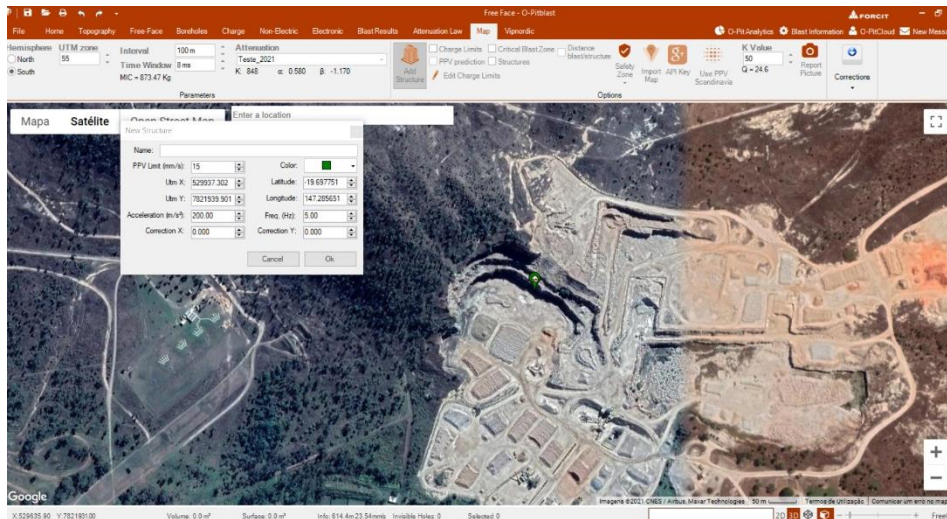 Free Face - O-Pitblast
FORCIT
File Home Topography Free-Face Boreholes Charge Non-Electric Electronic Blast Results Attenuation Law Map Vipnordic
O-PitAnalytics Blast Information O-PitCloud New Mess
Hemisphere UTM zone
North 55
South
Interval 100 m
Time Window 8 ms
MIC = 873.47 Kg
Parameters
Attenuation
Teste_2021
K: 848 α: 0.580 β: -1.170
Add Structure
Charge Limits Critical Blast Zone Distance blast/structure
PPV prediction Structures
Edit Charge Limits
Safety Zone
Import Map
API Key
Use PPV Scandinavia
K Value
50
Q = 24.6
Report Picture
Options
Corrections
Mapa Satélite Open Street Map
Enter a location
New Structure
Name:
PPV Limit (mm/s): 15 Color:
Utm X: 529937.302 Latitude: -19.697751
Utm Y: 7821939.901 Longitude: 147.285651
Acceleration (m/s²): 200.00 Freq. (Hz): 5.00
Correction X: 0.000 Correction Y: 0.000
Cancel Ok
Google
Imagens ©2021 CNES / Airbus, Maxar Technologies 50 m Termos de Utilização Comunicar um erro no map
X:529635.90 Y:7821931.00 Volume: 0.0 m³ Surface: 0.0 m² Info: 614.4m 23.54mmis Invisible Holes: 0 Selected: 0
2D 3D
Free